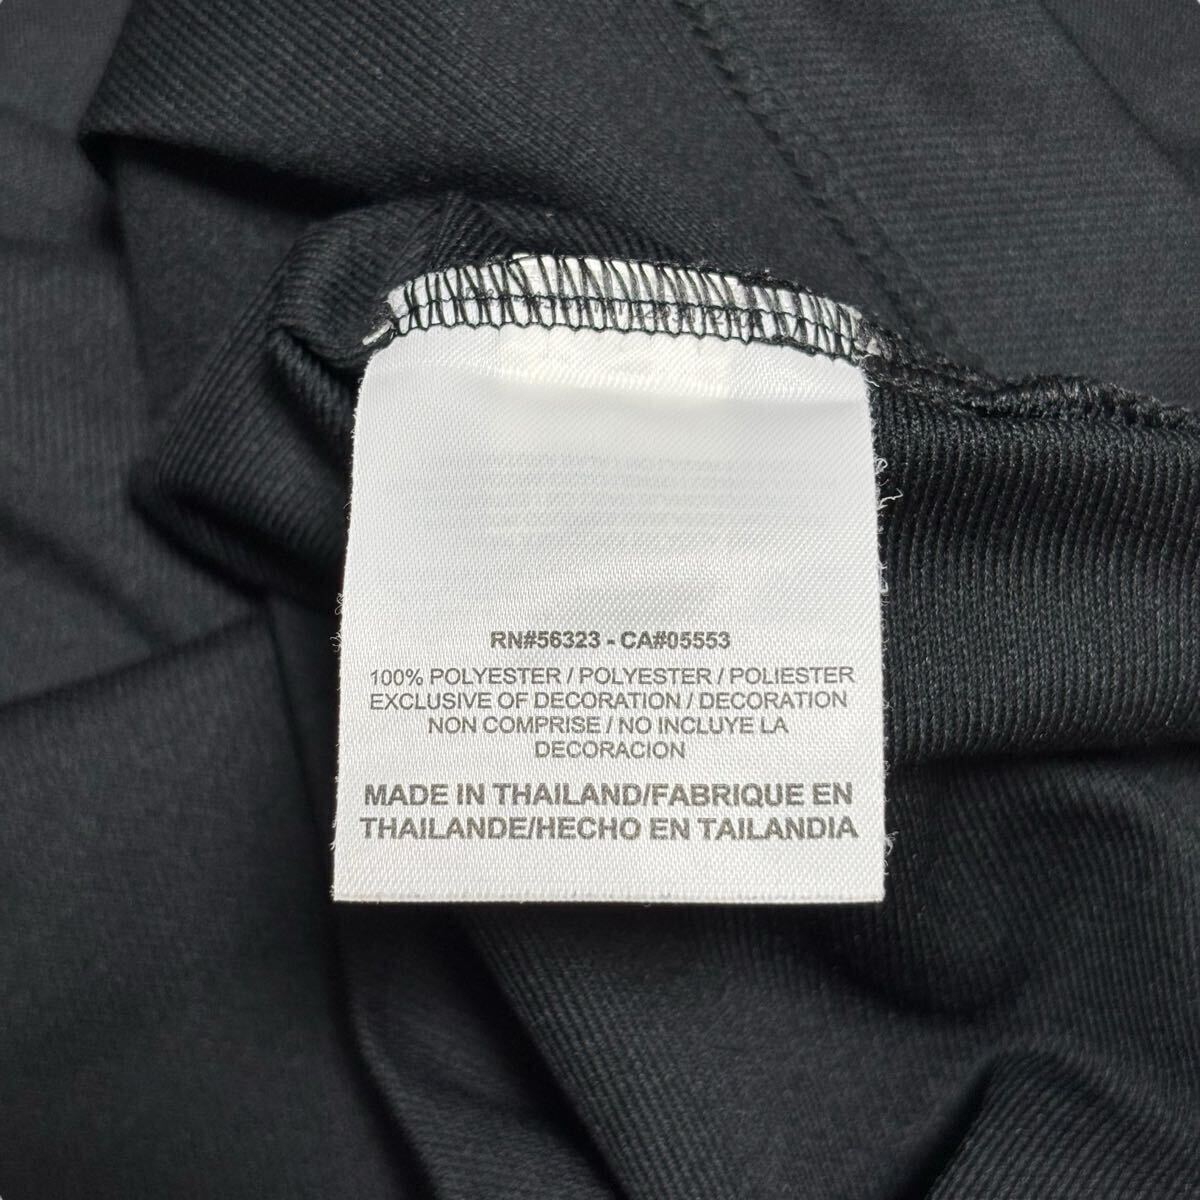 RN#56323 - CA#05553
100% POLYESTER / POLYESTER / POLIESTER
EXCLUSIVE OF DECORATION / DECORATION
NON COMPRISE / NO INCLUYE LA
DECORACION
MADE IN THAILAND/FABRIQUE EN
THAILANDE/HECHO EN TAILANDIA